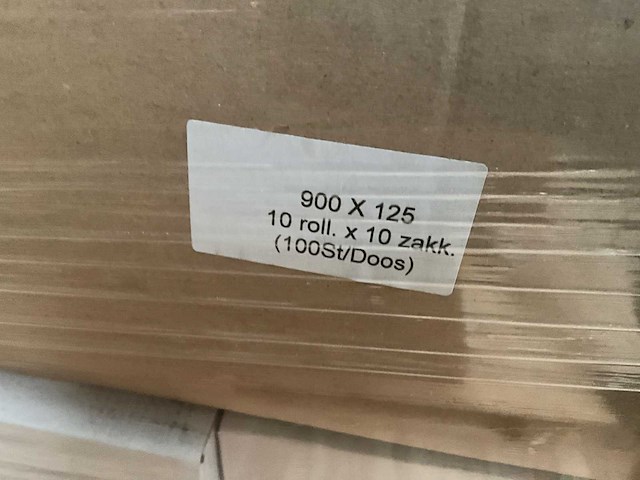 900 X 125
10 roll. x 10 zakk.
(100St/Doos)